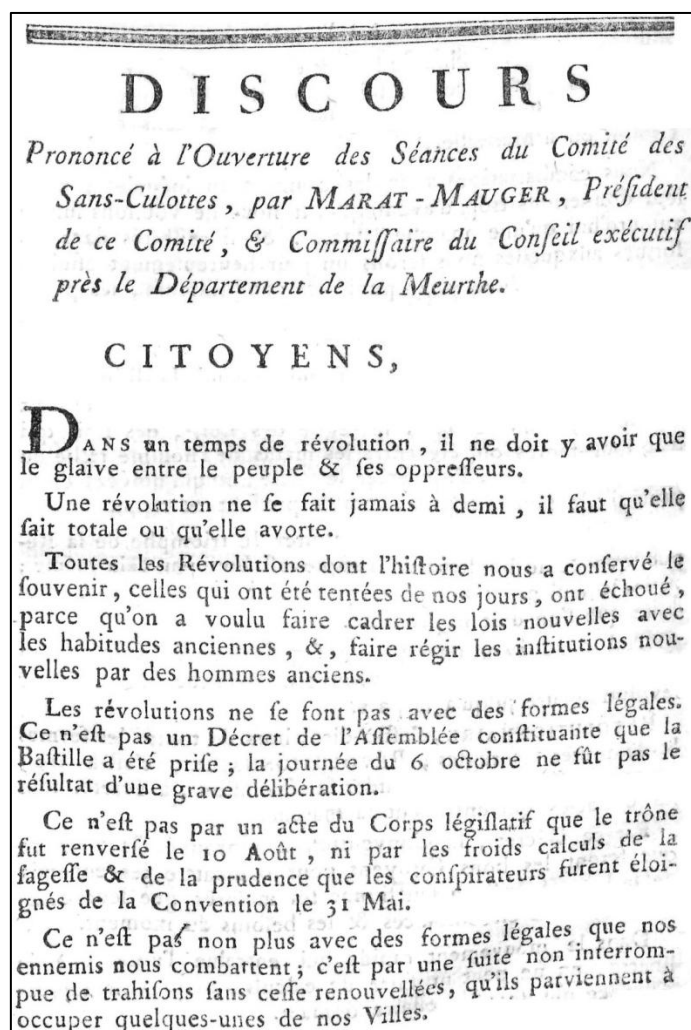 DISCOURS
Prononcé à l'Ouverture des Séances du Comité des
Sans-Culottes, par MARAT-MAUGER, Préſident
de ce Comité, & Commiſſaire du Conſeil exécutif
près le Département de la Meurthe.
CITOYENS,
DANS un temps de révolution, il ne doit y avoir que
le glaive entre le peuple & ſes oppreſſeurs.
Une révolution ne ſe fait jamais à demi, il faut qu'elle
ſait totale ou qu'elle avorte.
Toutes les Révolutions dont l'hiſtoire nous a conſervé le
ſouvenir, celles qui ont été tentées de nos jours, ont échoué,
parce qu'on a voulu faire cadrer les lois nouvelles avec
les habitudes anciennes, &, faire régir les inſtitutions nou-
velles par des hommes anciens.
Les révolutions ne ſe font pas avec des formes légales.
Ce n'eſt pas un Décret de l'Aſſemblée conſtituante que la
Baſtille a été priſe; la journée du 6 octobre ne fût pas le
réſultat d'une grave délibération.
Ce n'eſt pas par un acte du Corps légiſlatif que le trône
fut renverſé le 10 Août, ni par les froids calculs de la
ſageſſe & de la prudence que les conſpirateurs furent éloi-
gnés de la Convention le 31 Mai.
Ce n'eſt pas non plus avec des formes légales que nos
ennemis nous combattent; c'eſt par une ſuite non interrom-
pue de trahiſons ſans ceſſe renouvellées, qu'ils parviennent à
occuper quelques-unes de nos Villes.